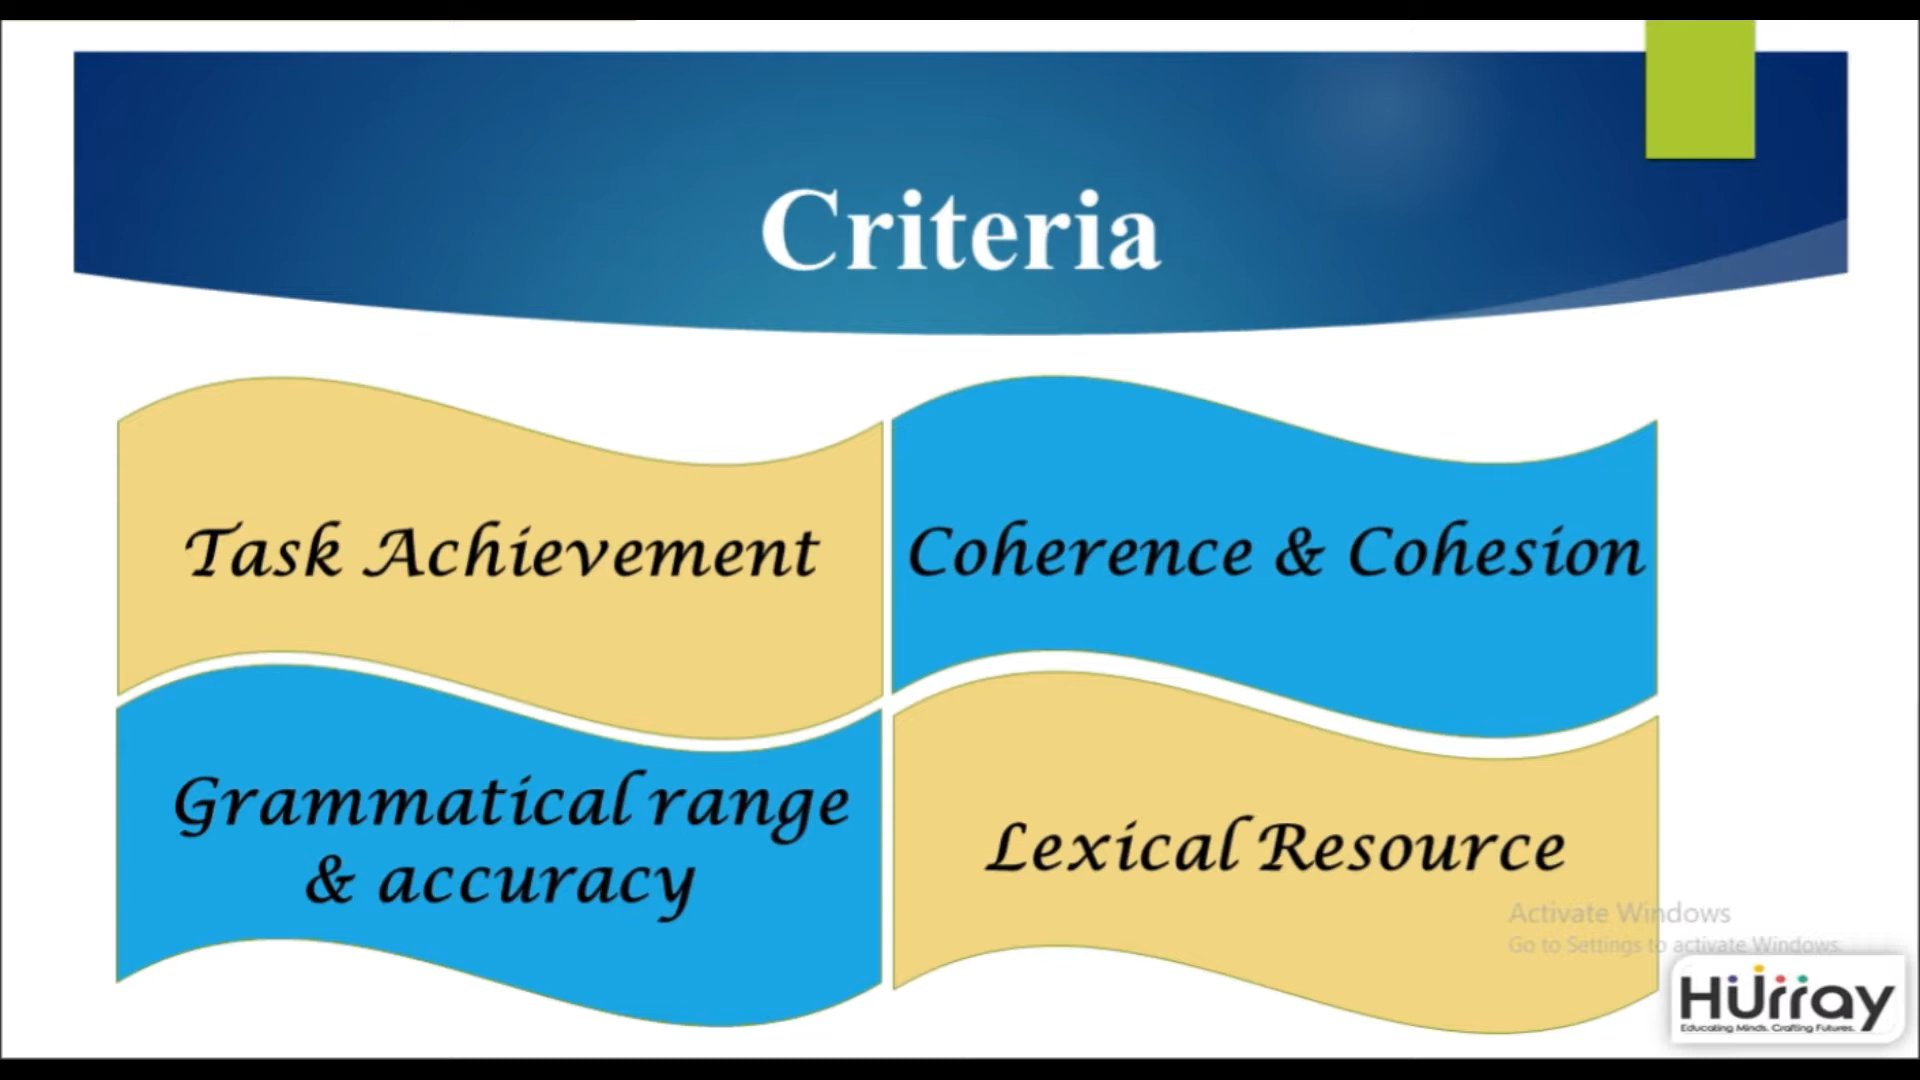 Criteria
Task Achievement
Coherence & Cohesion
Grammatical range
& accuracy
Lexical Resource
Activate Windows
Go to Settings to activate Windows.
Hurray
Educating Minds. Crafting Futures.